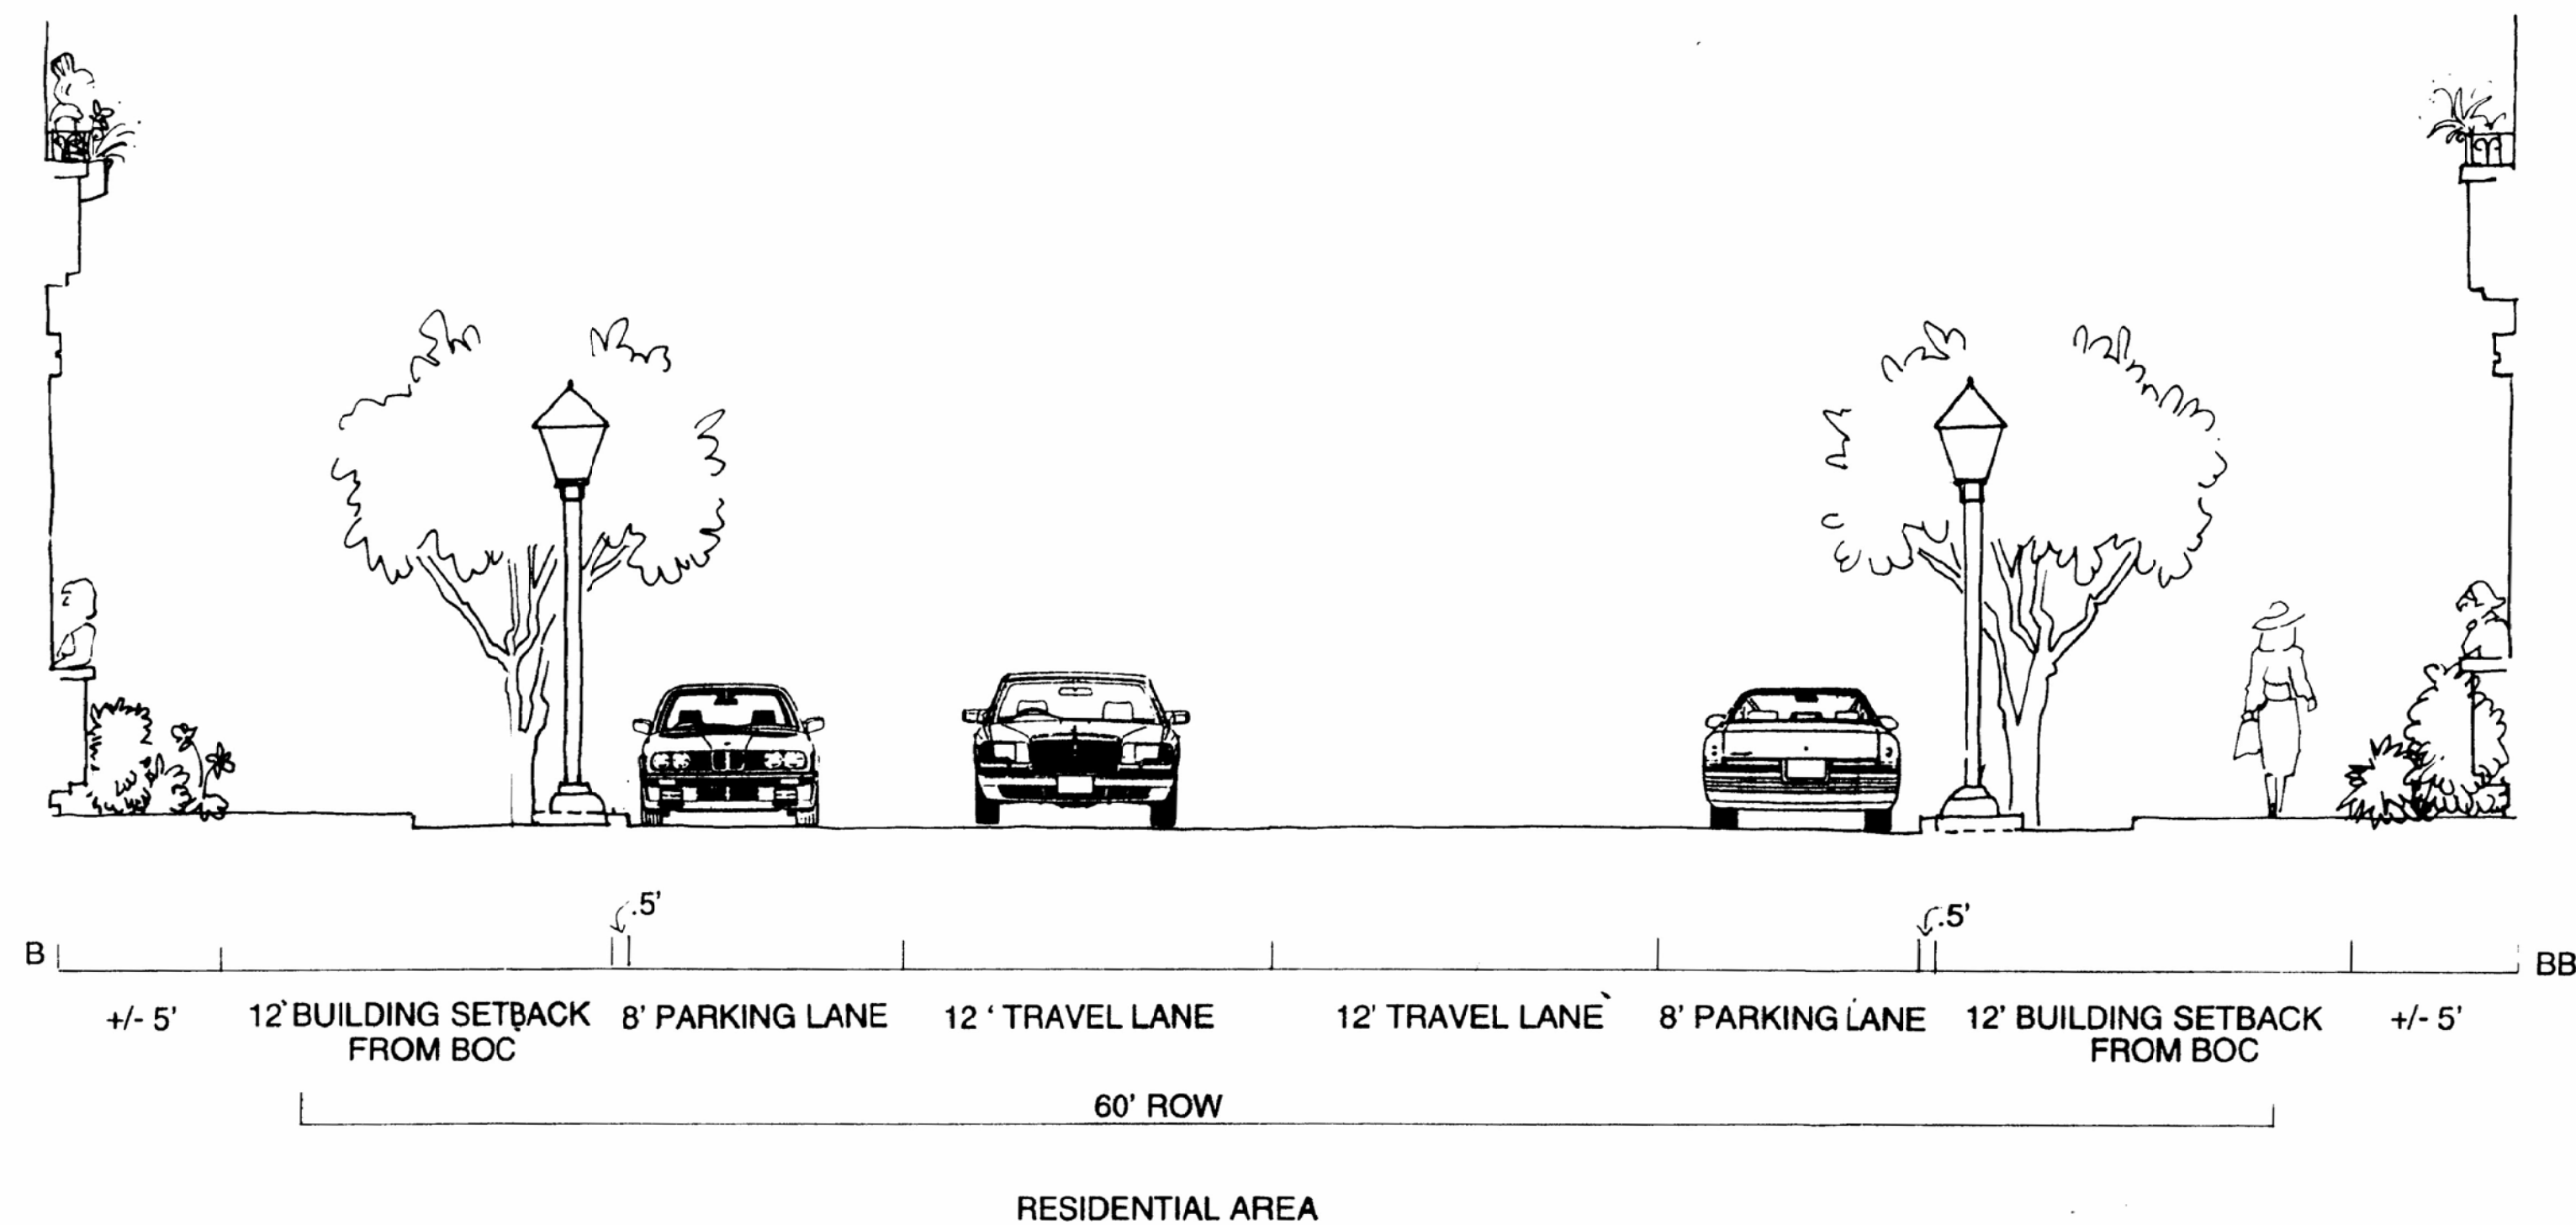 .5'
.5'
B
BB
+/- 5'
12' BUILDING SETBACK
FROM BOC
8' PARKING LANE
12 ' TRAVEL LANE
12' TRAVEL LANE
8' PARKING LANE
12' BUILDING SETBACK
FROM BOC
+/- 5'
60' ROW
RESIDENTIAL AREA